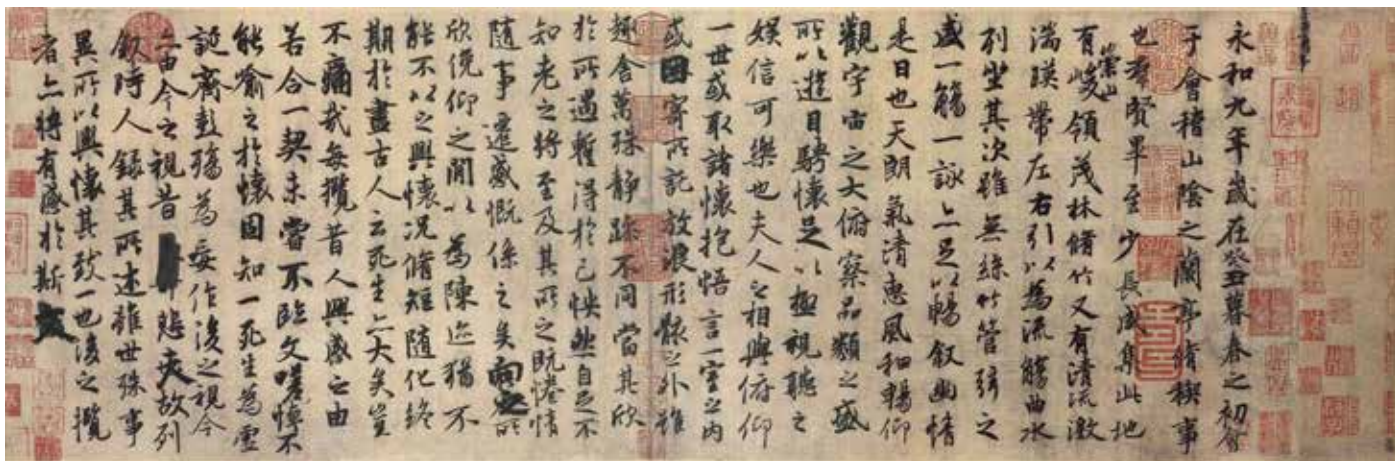 永和九年歲在癸丑暮春之初會
于會稽山陰之蘭亭脩稧事
也群賢畢至少長咸集此地
有崇山峻領茂林脩竹又有清流激
湍暎帶左右引以為流觴曲水
列坐其次雖無絲竹管弦之
盛一觴一詠亦足以暢敘幽情
是日也天朗氣清惠風和暢仰
觀宇宙之大俯察品類之盛
所以遊目騁懷足以極視聽之
娛信可樂也夫人之相與俯仰
一世或取諸懷抱悟言一室之內
或因寄所託放浪形骸之外雖
趣舍萬殊靜躁不同當其欣
於所遇暫得於己怏然自足不
知老之將至及其所之既惓情
隨事遷感慨係之矣向之所
欣俛仰之間以為陳迹猶不
能不以之興懷況脩短隨化終
期於盡古人云死生亦大矣豈
不痛哉每攬昔人興感之由
若合一契未嘗不臨文嗟悼不
能喻之於懷固知一死生為虛
誕齊彭殤為妄作後之視今
亦由今之視昔悲夫故列
敘時人錄其所述雖世殊事
異所以興懷其致一也後之攬
者亦將有感於斯文